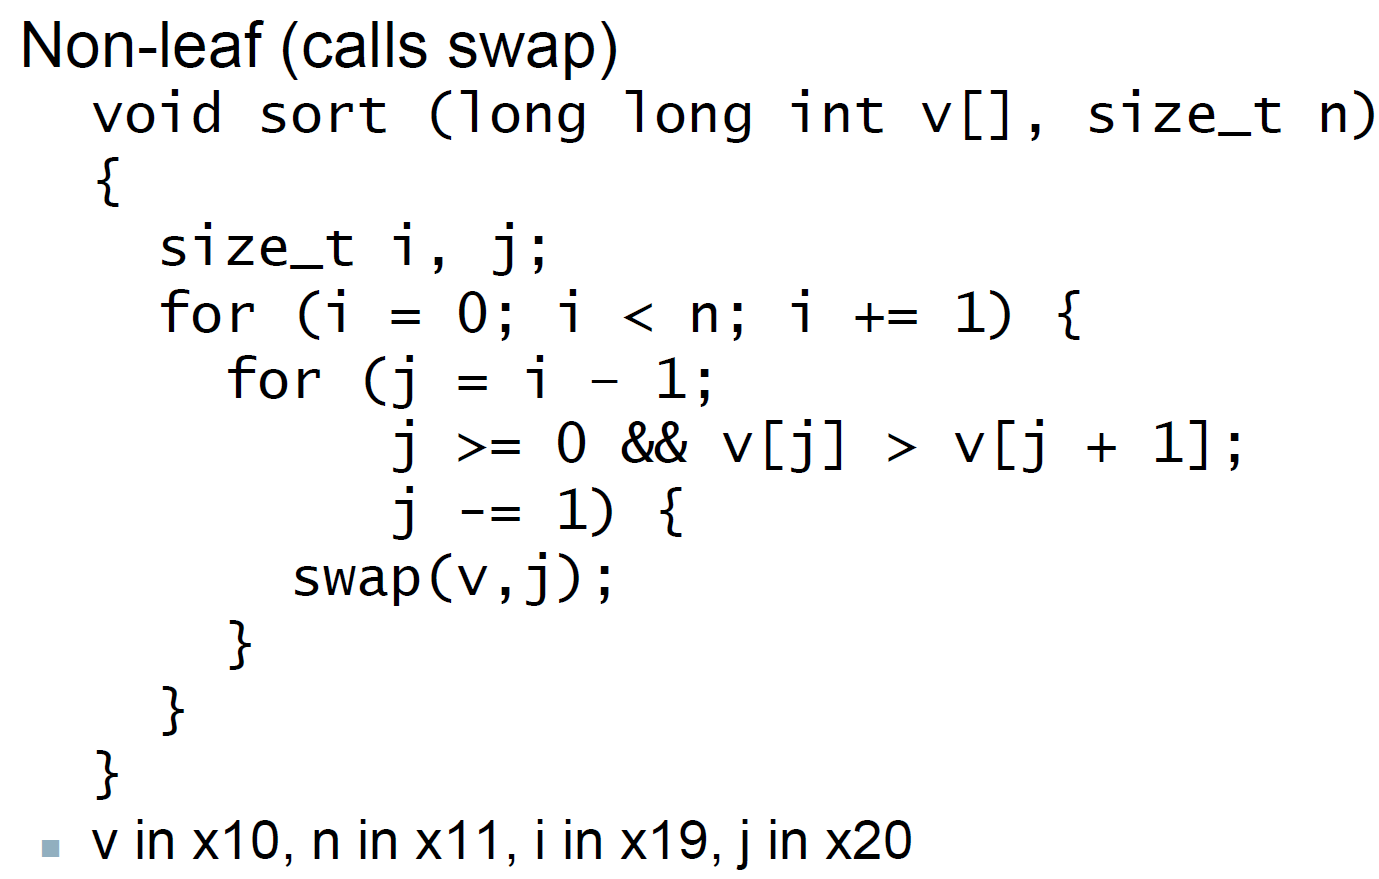 Non-leaf (calls swap)
void sort (long long int v[], size_t n)
{
  size_t i, j;
  for (i = 0; i < n; i += 1) {
    for (j = i – 1;
         j >= 0 && v[j] > v[j + 1];
         j -= 1) {
      swap(v,j);
    }
  }
}
v in x10, n in x11, i in x19, j in x20